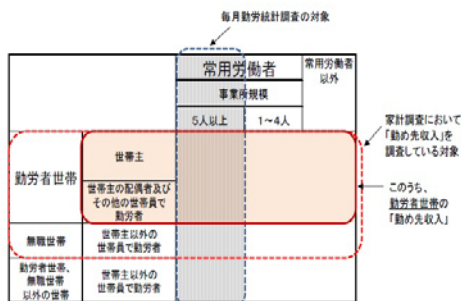 毎月勤労統計調査の対象
常用労働者
常用労働者
以外
事業所規模
5人以上
1~4人
家計調査において
「勤め先収入」を
調査している対象
勤労者世帯
世帯主
世帯主の配偶者及び
その他の世帯員で
勤労者
このうち、
勤労者世帯の
「勤め先収入」
無職世帯
世帯主以外の
世帯員で勤労者
勤労者世帯、
無職世帯
以外の世帯
世帯主以外の
世帯員で勤労者